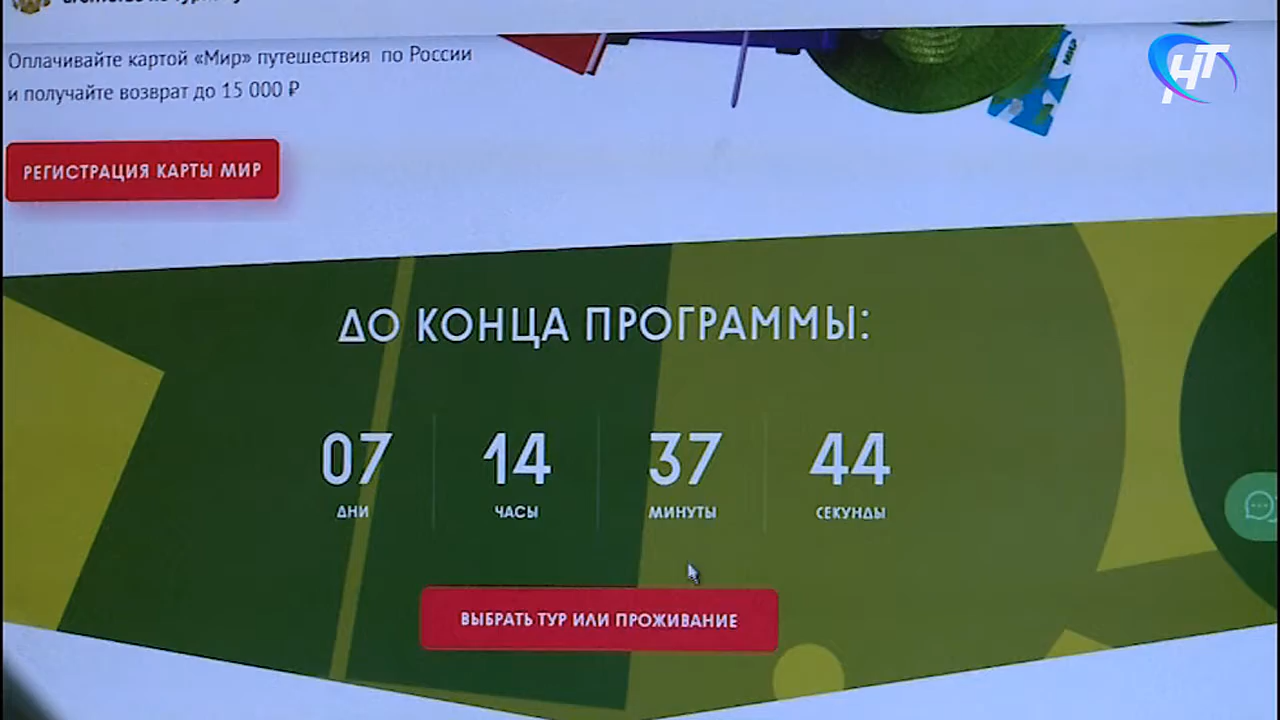 НТ
Оплачивайте картой «Мир» путешествия по России
и получайте возврат до 15 000 ₽
МИР
РЕГИСТРАЦИЯ КАРТЫ МИР
ДО КОНЦА ПРОГРАММЫ:
07 14 37 44
ДНИ ЧАСЫ МИНУТЫ СЕКУНДЫ
ВЫБРАТЬ ТУР ИЛИ ПРОЖИВАНИЕ